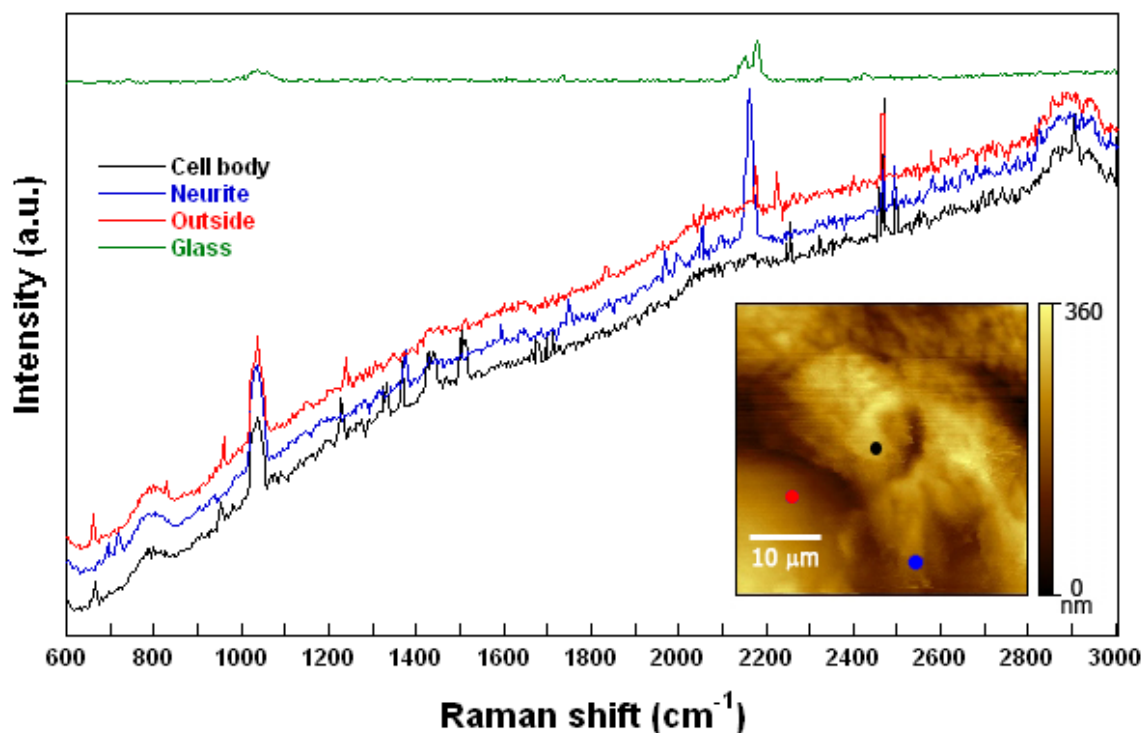 Intensity (a.u.)
Cell body
Neurite
Outside
Glass
360
0
nm
10 μm
600 800 1000 1200 1400 1600 1800 2000 2200 2400 2600 2800 3000
Raman shift (cm⁻¹)